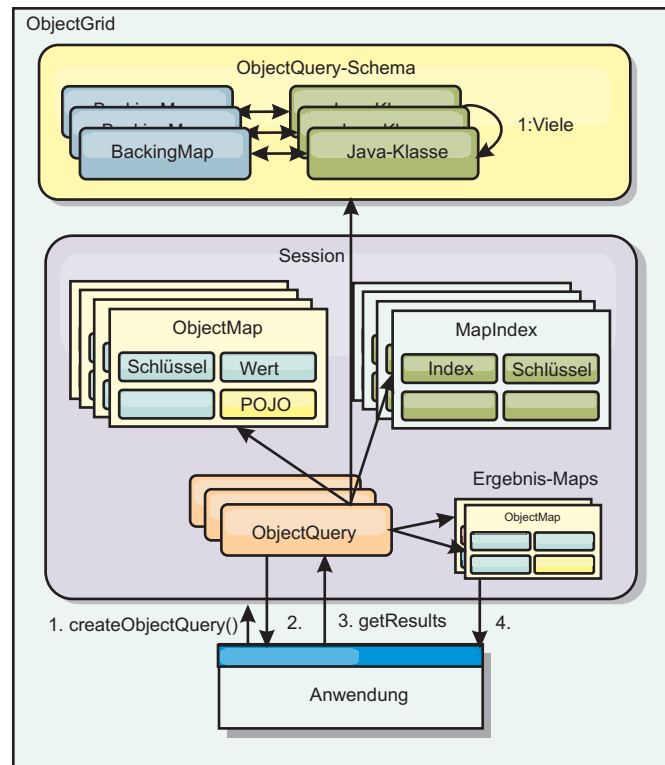 ObjectGrid
ObjectQuery-Schema
BackingMap
Java-Klasse
1:Viele
Session
ObjectMap
Schlüssel
Wert
POJO
MapIndex
Index
Schlüssel
Ergebnis-Maps
ObjectMap
ObjectQuery
1. createObjectQuery()
2.
3. getResults
4.
Anwendung